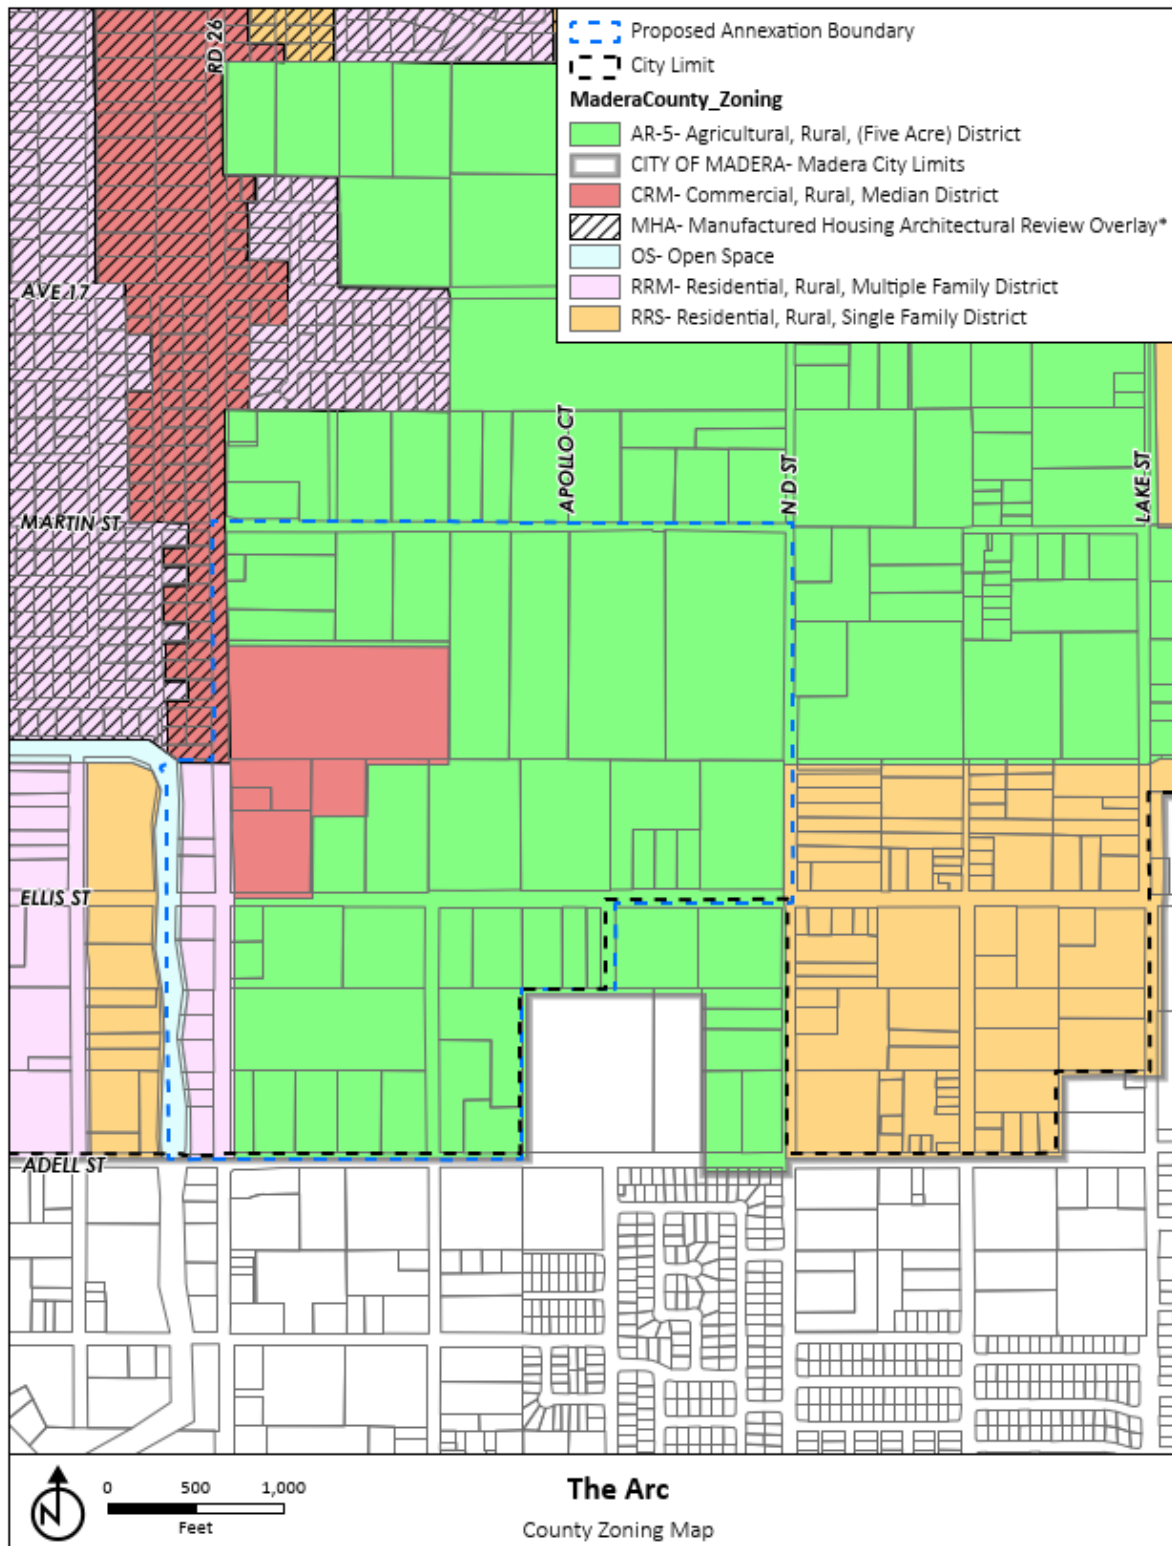 RD 26
Proposed Annexation Boundary
City Limit
MaderaCounty_Zoning
AR-5- Agricultural, Rural, (Five Acre) District
CITY OF MADERA- Madera City Limits
CRM- Commercial, Rural, Median District
MHA- Manufactured Housing Architectural Review Overlay*
OS- Open Space
RRM- Residential, Rural, Multiple Family District
RRS- Residential, Rural, Single Family District
AVE 17
APOLLO CT
N D ST
LAKE ST
MARTIN ST
ELLIS ST
ADELL ST
N
0 500 1,000
Feet
The Arc
County Zoning Map